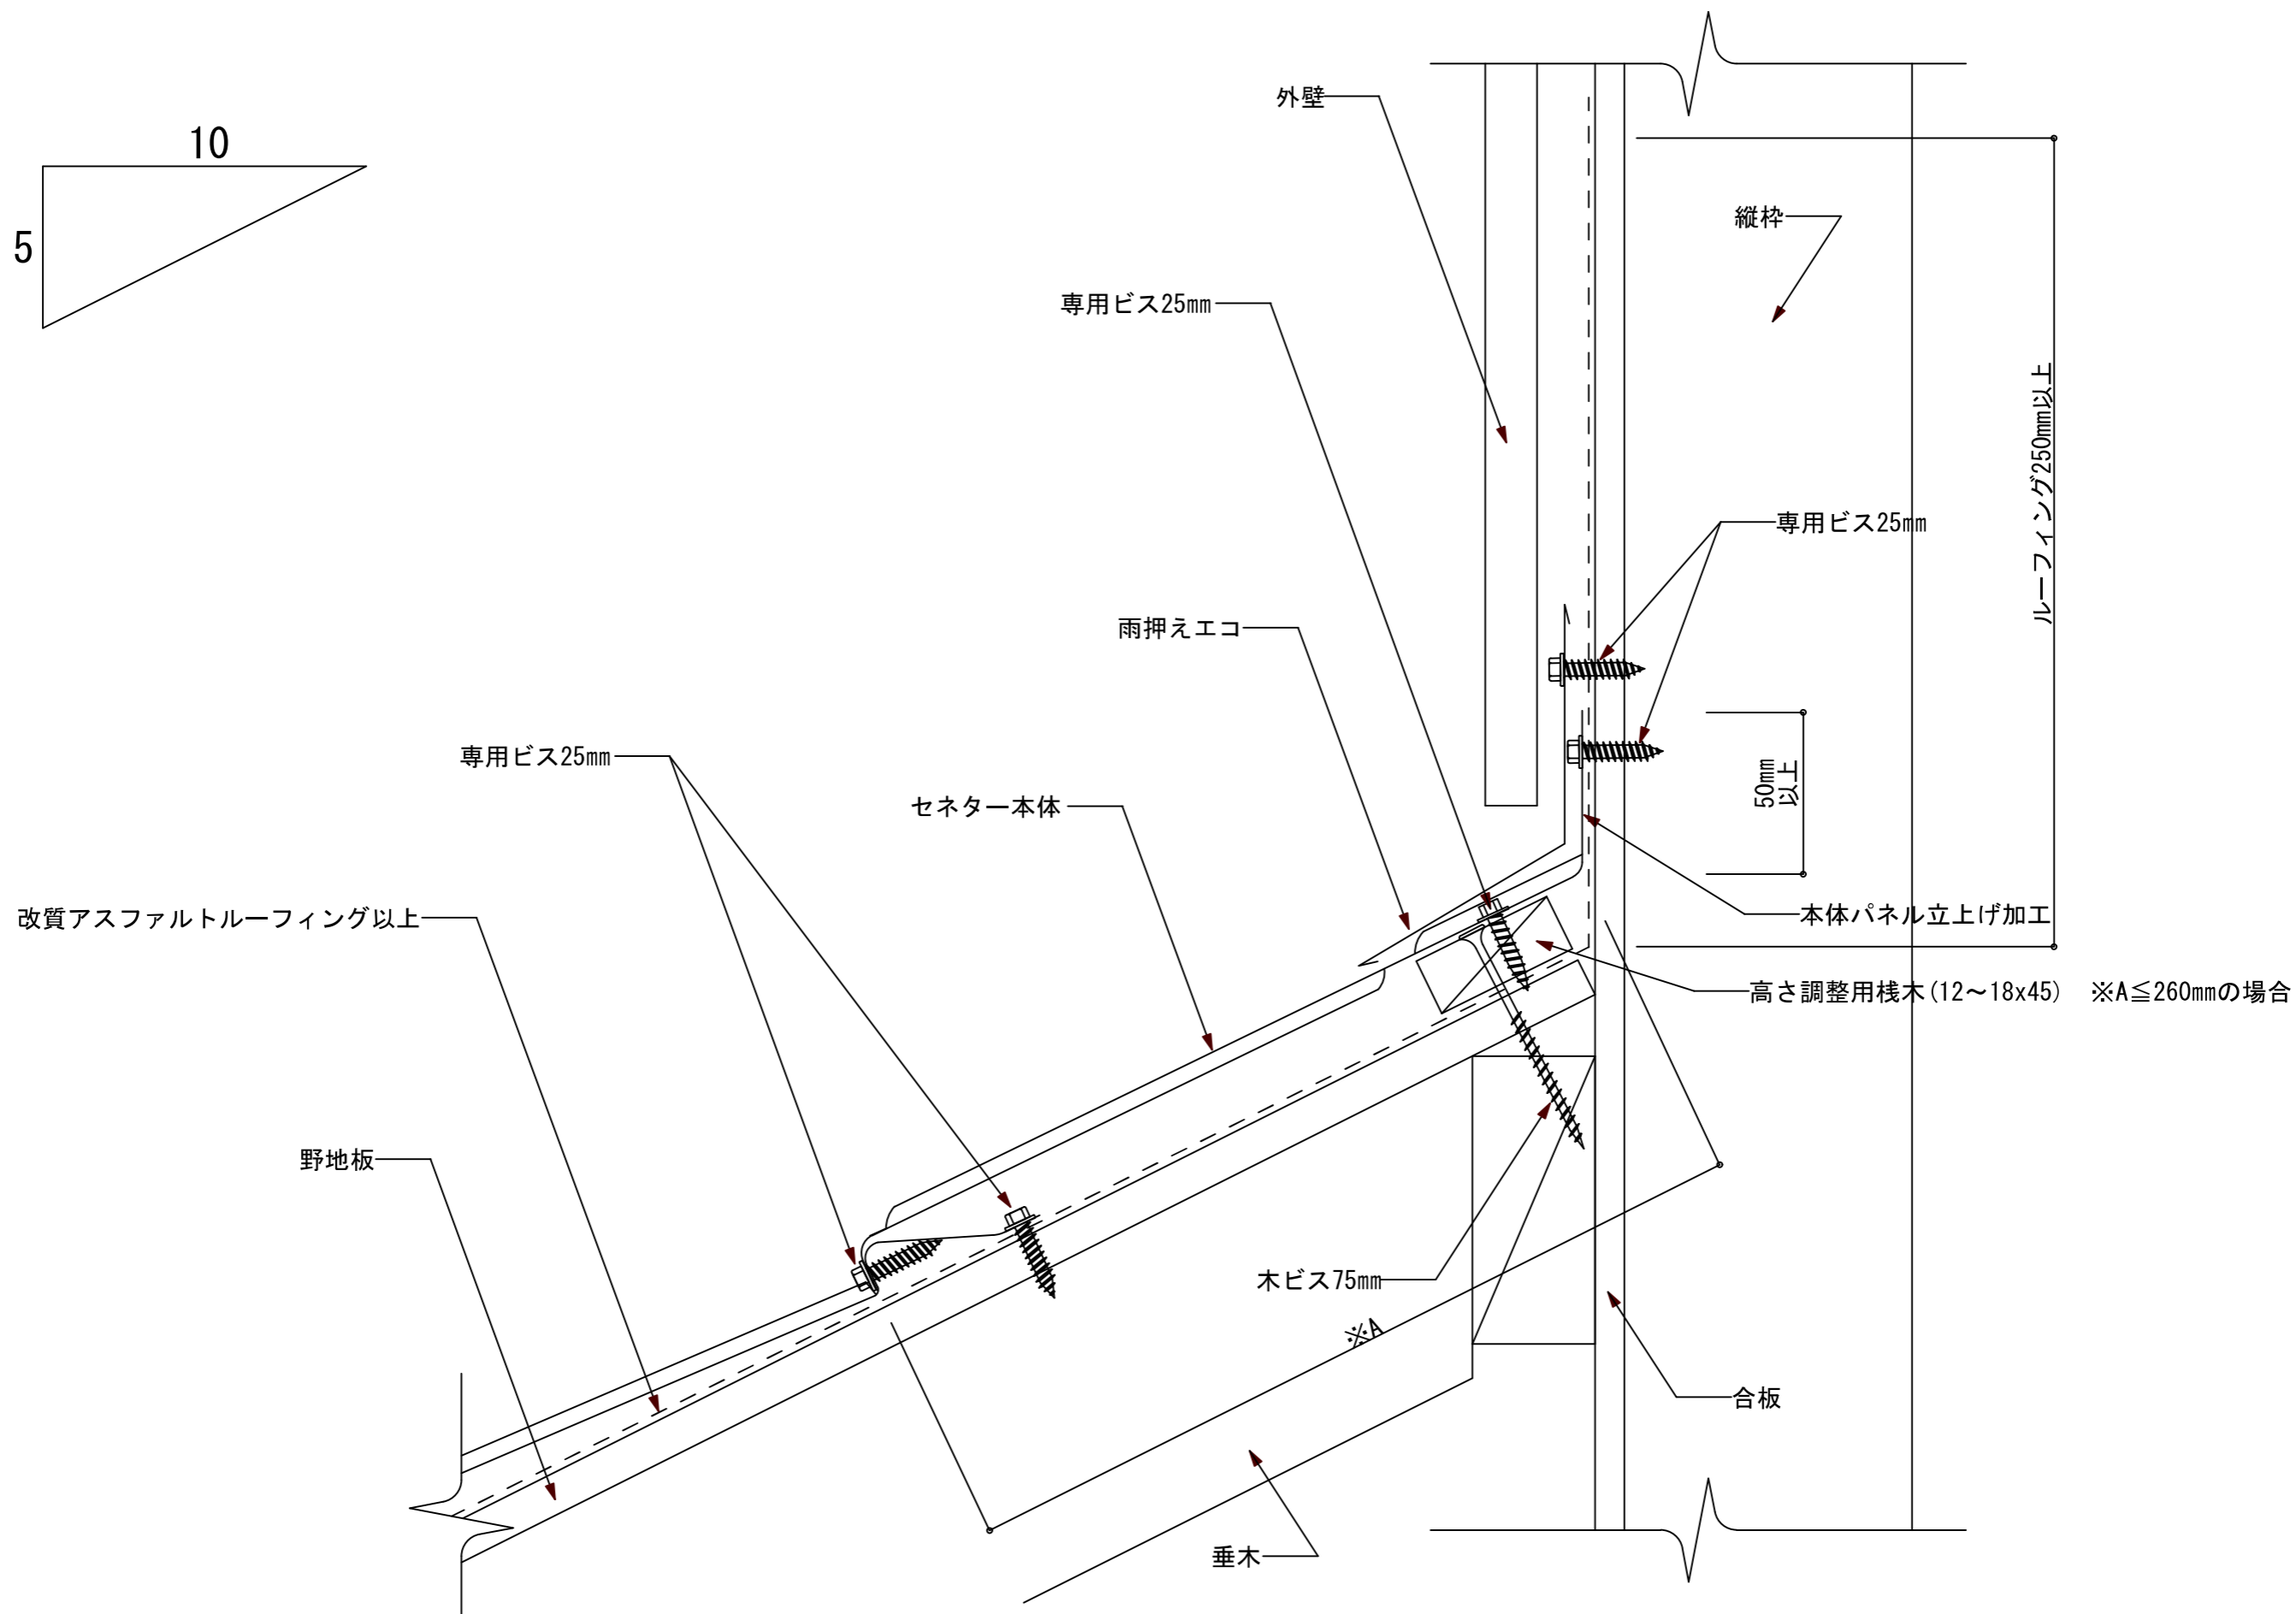 10
5
外壁
縦枠
専用ビス25mm
ルーフィング250mm以上
専用ビス25mm
雨押えエコ
専用ビス25mm
50mm
以上
セネター本体
改質アスファルトルーフィング以上
本体パネル立上げ加工
高さ調整用桟木(12～18x45)　※A≦260mmの場合
野地板
木ビス75mm
※A
合板
垂木